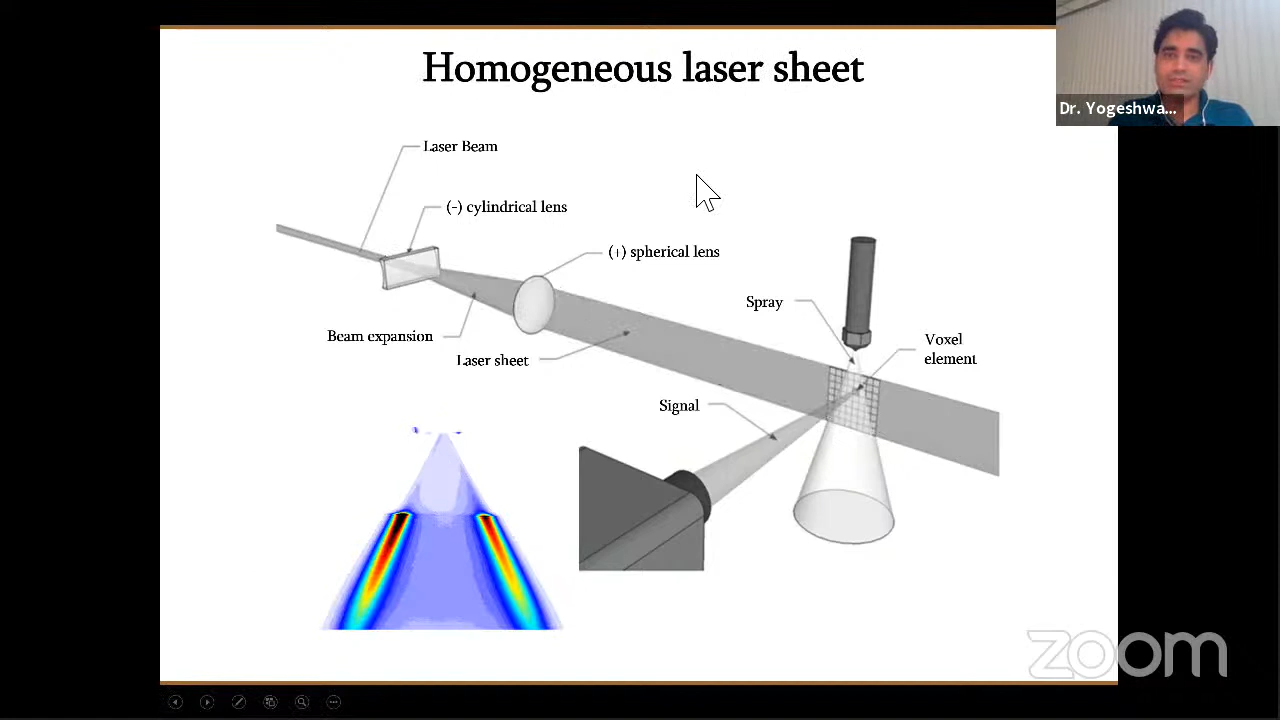 Homogeneous laser sheet
Dr. Yogeshwa...
Laser Beam
(-) cylindrical lens
(+) spherical lens
Spray
Voxel
element
Beam expansion
Laser sheet
Signal
zoom